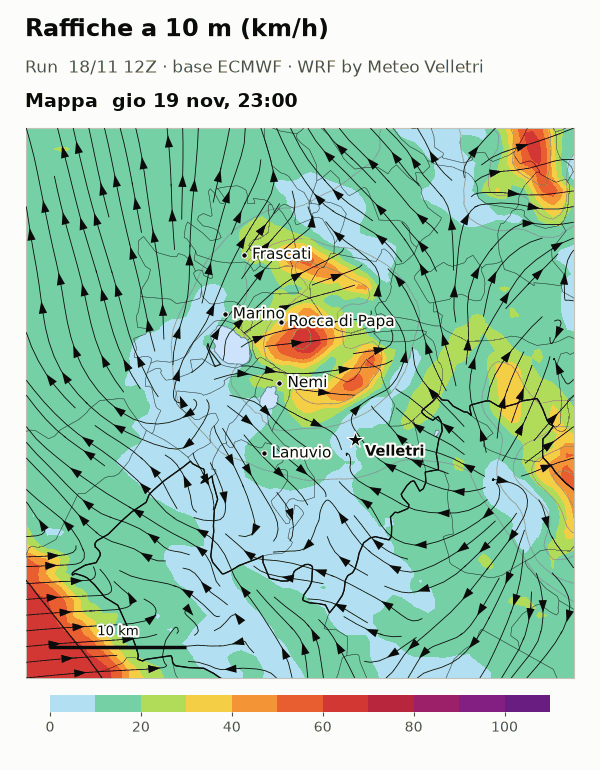 Raffiche a 10 m (km/h)
Run  18/11 12Z · base ECMWF · WRF by Meteo Velletri
Mappa  gio 19 nov, 23:00
Frascati
Marino
Rocca di Papa
Nemi
Velletri
Lanuvio
10 km
0 20 40 60 80 100